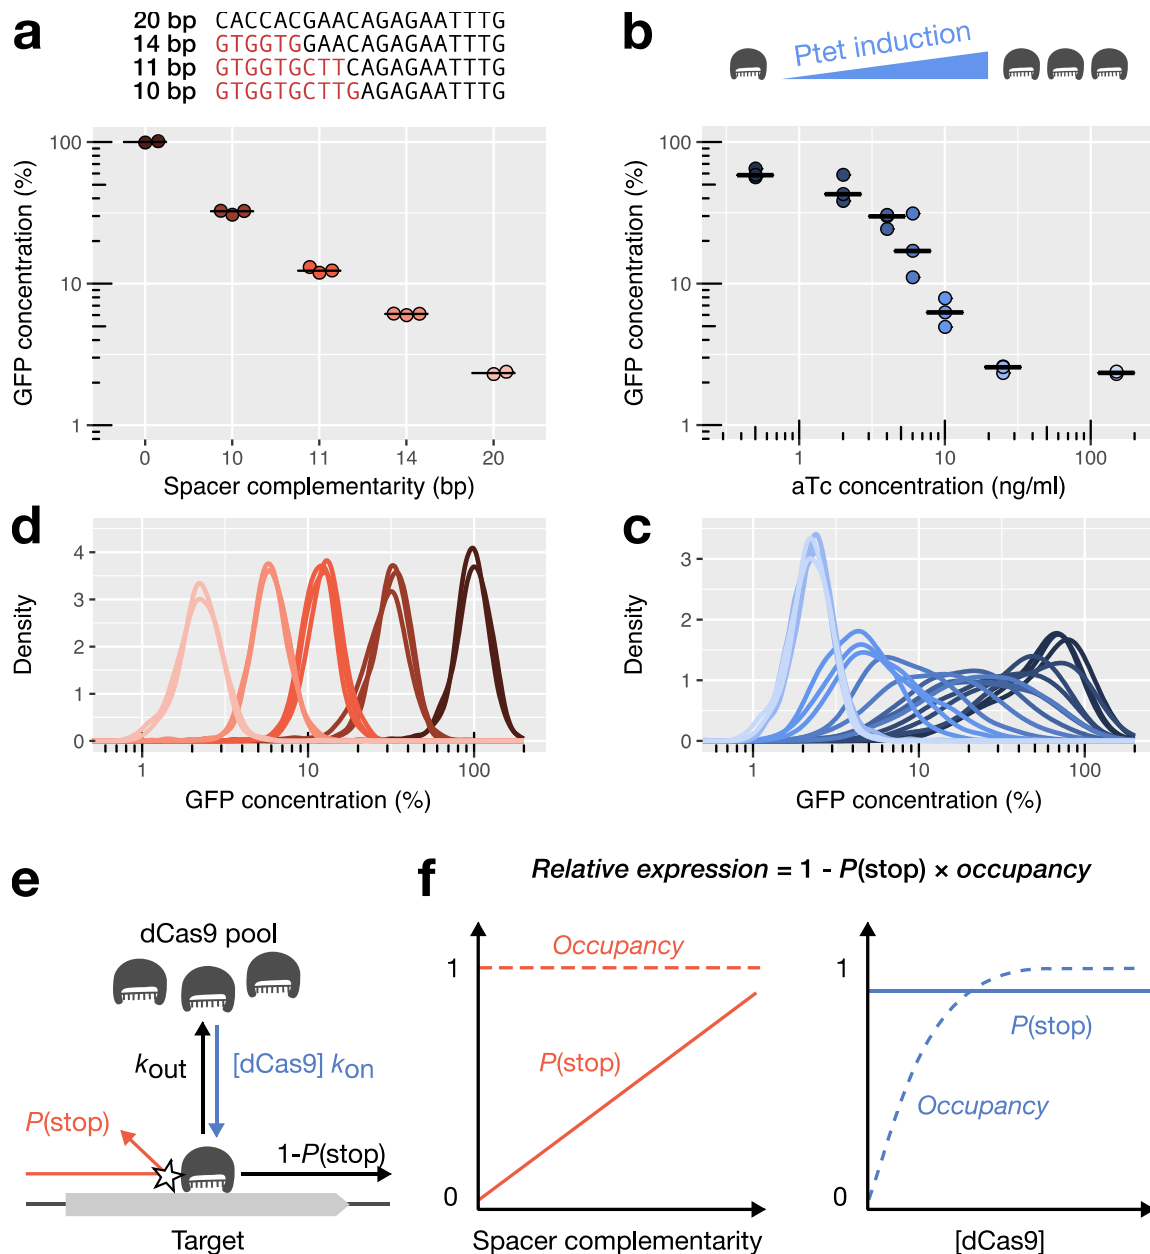 a
20 bp CACCACGAACAGAGAATTTG
14 bp GTGGTGGAACAGAGAATTTG
11 bp GTGGTGCTTCAGAGAATTTG
10 bp GTGGTGCTTGAGAGAATTTG
GFP concentration (%)
100
10
1
0 10 11 14 20
Spacer complementarity (bp)
b
Ptet induction
GFP concentration (%)
100
10
1
1 10 100
aTc concentration (ng/ml)
d
Density
4
3
2
1
0
1 10 100
GFP concentration (%)
c
Density
3
2
1
0
1 10 100
GFP concentration (%)
e
dCas9 pool
kout
[dCas9] kon
P(stop)
1-P(stop)
Target
f
Relative expression = 1 - P(stop) × occupancy
1
Occupancy
P(stop)
0
Spacer complementarity
1
P(stop)
Occupancy
0
[dCas9]